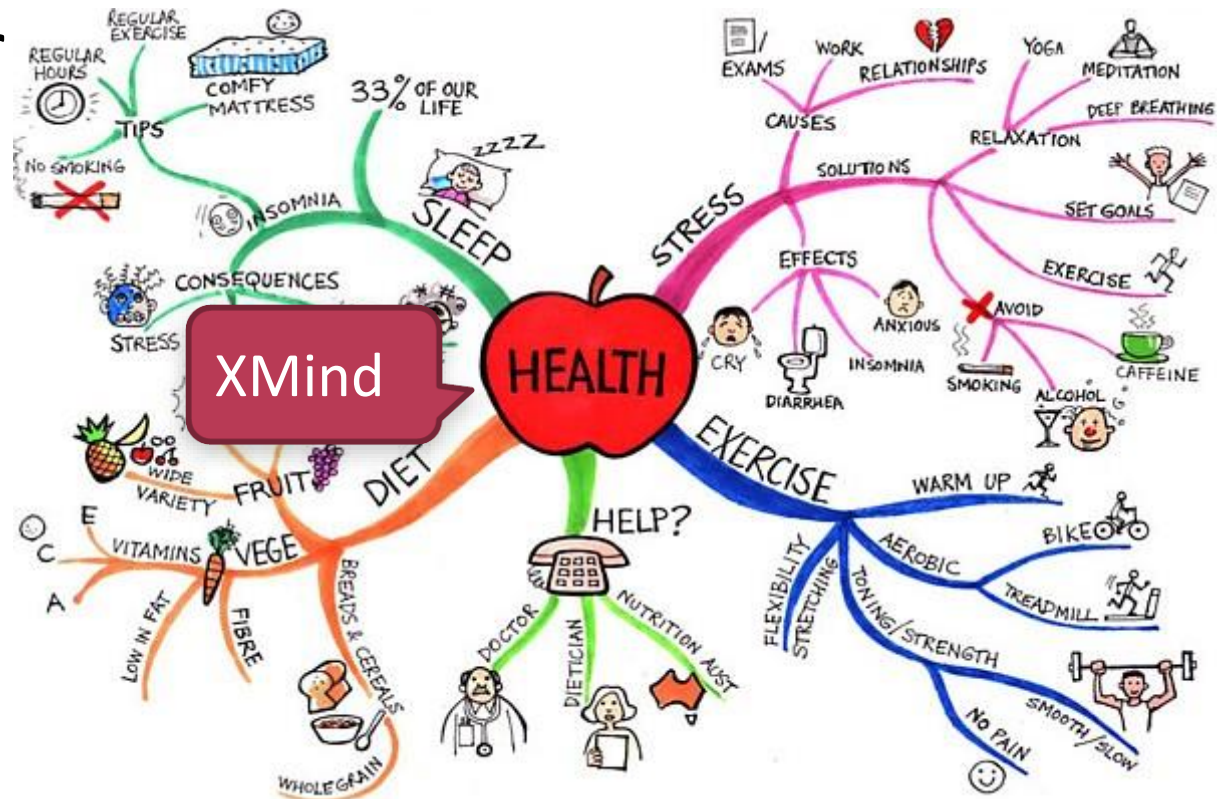 REGULAR
EXERCISE
REGULAR
HOURS
COMFY
MATTRESS
TIPS
NO SMOKING
33% OF OUR
LIFE
ZZZZ
INSOMNIA
SLEEP
CONSEQUENCES
STRESS
XMind
HEALTH
STRESS
CAUSES
EXAMS
WORK
RELATIONSHIPS
SOLUTIONS
RELAXATION
YOGA
MEDITATION
DEEP BREATHING
SET GOALS
EXERCISE
AVOID
SMOKING
ALCOHOL
CAFFEINE
EFFECTS
CRY
DIARRHEA
INSOMNIA
ANXIOUS
DIET
FRUIT
WIDE
VARIETY
VEGE
VITAMINS
E
C
A
LOW IN FAT
FIBRE
BREADS & CEREALS
WHOLEGRAIN
HELP?
DOCTOR
DIETICIAN
NUTRITION AUST
EXERCISE
WARM UP
AEROBIC
BIKE
TREADMILL
TONING/STRENGTH
SMOOTH/SLOW
NO PAIN
FLEXIBILITY
STRETCHING